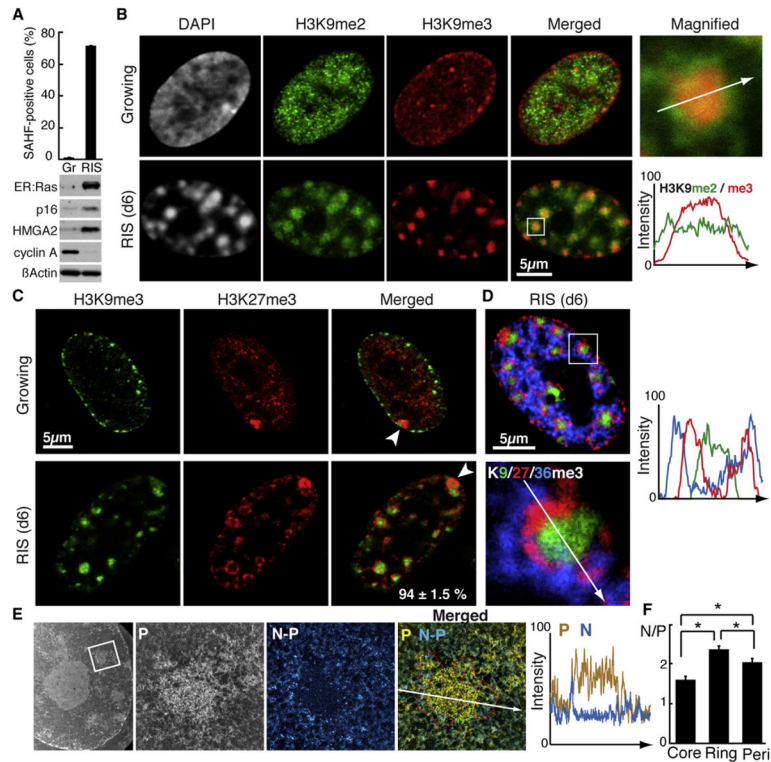 A
SAHF-positive cells (%)
80
60
40
20
0
Gr RIS
ER:Ras
p16
HMGA2
cyclin A
ßActin
B
DAPI H3K9me2 H3K9me3 Merged Magnified
Growing
RIS (d6)
5µm
H3K9me2 / me3
100
Intensity
0
C
H3K9me3 H3K27me3 Merged
Growing
5µm
RIS (d6)
94 ± 1.5 %
D
RIS (d6)
5µm
K9/27/36me3
100
Intensity
0
E
P
N-P
Merged
P N-P
P N
Intensity
F
N/P
* * *
2
1
0
Core Ring Peri